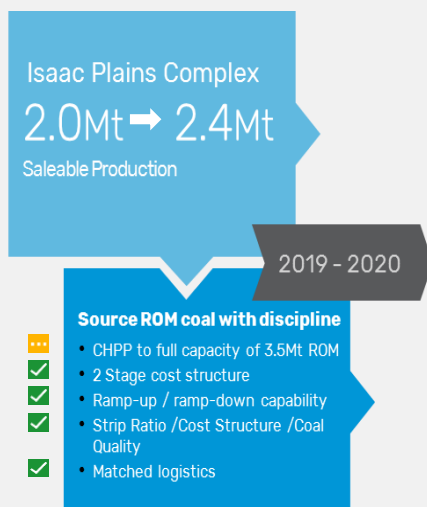 Isaac Plains Complex
2.0Mt ➡ 2.4Mt
Saleable Production
2019 - 2020
Source ROM coal with discipline
• CHPP to full capacity of 3.5Mt ROM
• 2 Stage cost structure
• Ramp-up / ramp-down capability
• Strip Ratio /Cost Structure /Coal
Quality
• Matched logistics